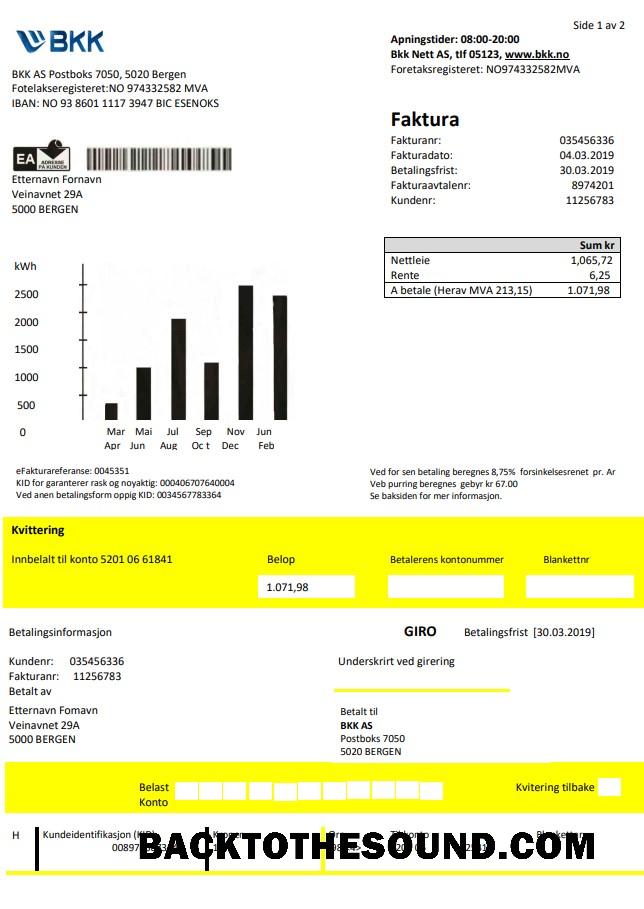 Side 1 av 2
BKK
Apningstider: 08:00-20:00
Bkk Nett AS, tlf 05123, www.bkk.no
Foretaksregisteret: NO974332582MVA
BKK AS Postboks 7050, 5020 Bergen
Fotelakseregisteret:NO 974332582 MVA
IBAN: NO 93 8601 1117 3947 BIC ESENOKS
Faktura
Fakturanr: 035456336
Fakturadato: 04.03.2019
Betalingsfrist: 30.03.2019
Fakturaavtalenr: 8974201
Kundenr: 11256783
EA ADRESSE
PÅ KUNDEN
Etternavn Fornavn
Veinavnet 29A
5000 BERGEN
Sum kr
Nettleie 1,065,72
Rente 6,25
A betale (Herav MVA 213,15) 1.071,98
kWh
2500
2000
1500
1000
500
0
Mar Mai Jul Sep Nov Jun
Apr Jun Aug Oc t Dec Feb
eFakturareferanse: 0045351
KID for garanterer rask og noyaktig: 000406707640004
Ved anen betalingsform oppig KID: 0034567783364
Ved for sen betaling beregnes 8,75% forsinkelsesrenet pr. Ar
Veb purring beregnes gebyr kr 67.00
Se baksiden for mer informasjon.
Kvittering
Innbelalt til konto 5201 06 61841 Belop Betalerens kontonummer Blankettnr
1.071,98
Betalingsinformasjon GIRO Betalingsfrist [30.03.2019]
Kundenr: 035456336
Fakturanr: 11256783
Betalt av
Underskrirt ved girering
Etternavn Fomavn
Veinavnet 29A
5000 BERGEN
Betalt til
BKK AS
Postboks 7050
5020 BERGEN
Belast
Konto
Kvitering tilbake
H Kundeidentifikasjon (KID)
BACKTOTHESOUND.COM